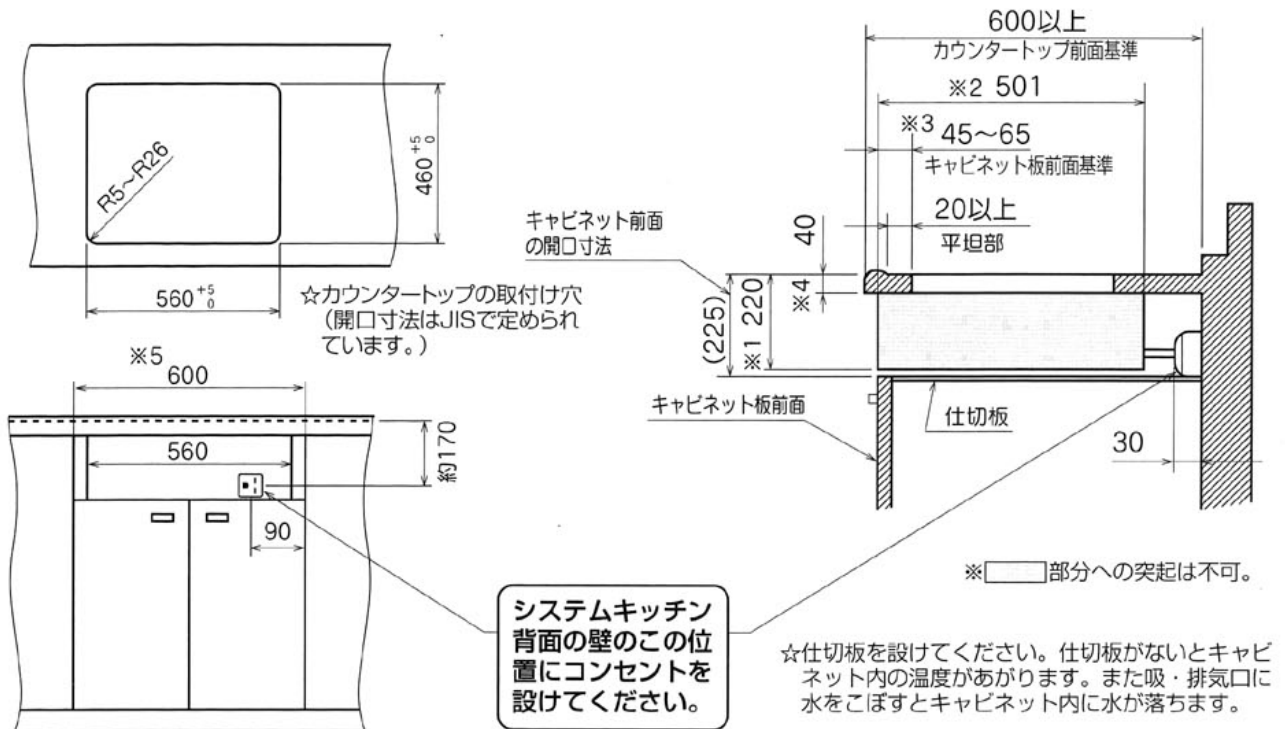 R5〜R26
460 +5 0
560 +5 0
☆カウンタートップの取付け穴
(開口寸法はJISで定められ
ています。)
※5
600
560
約170
90
600以上
カウンタートップ前面基準
※2 501
※3 45〜65
キャビネット板前面基準
20以上
平坦部
キャビネット前面
の開口寸法
40
※4
(225)
※1 220
キャビネット板前面
仕切板
30
システムキッチン
背面の壁のこの位
置にコンセントを
設けてください。
※ 部分への突起は不可。
☆仕切板を設けてください。仕切板がないとキャビ
ネット内の温度があがります。また吸・排気口に
水をこぼすとキャビネット内に水が落ちます。